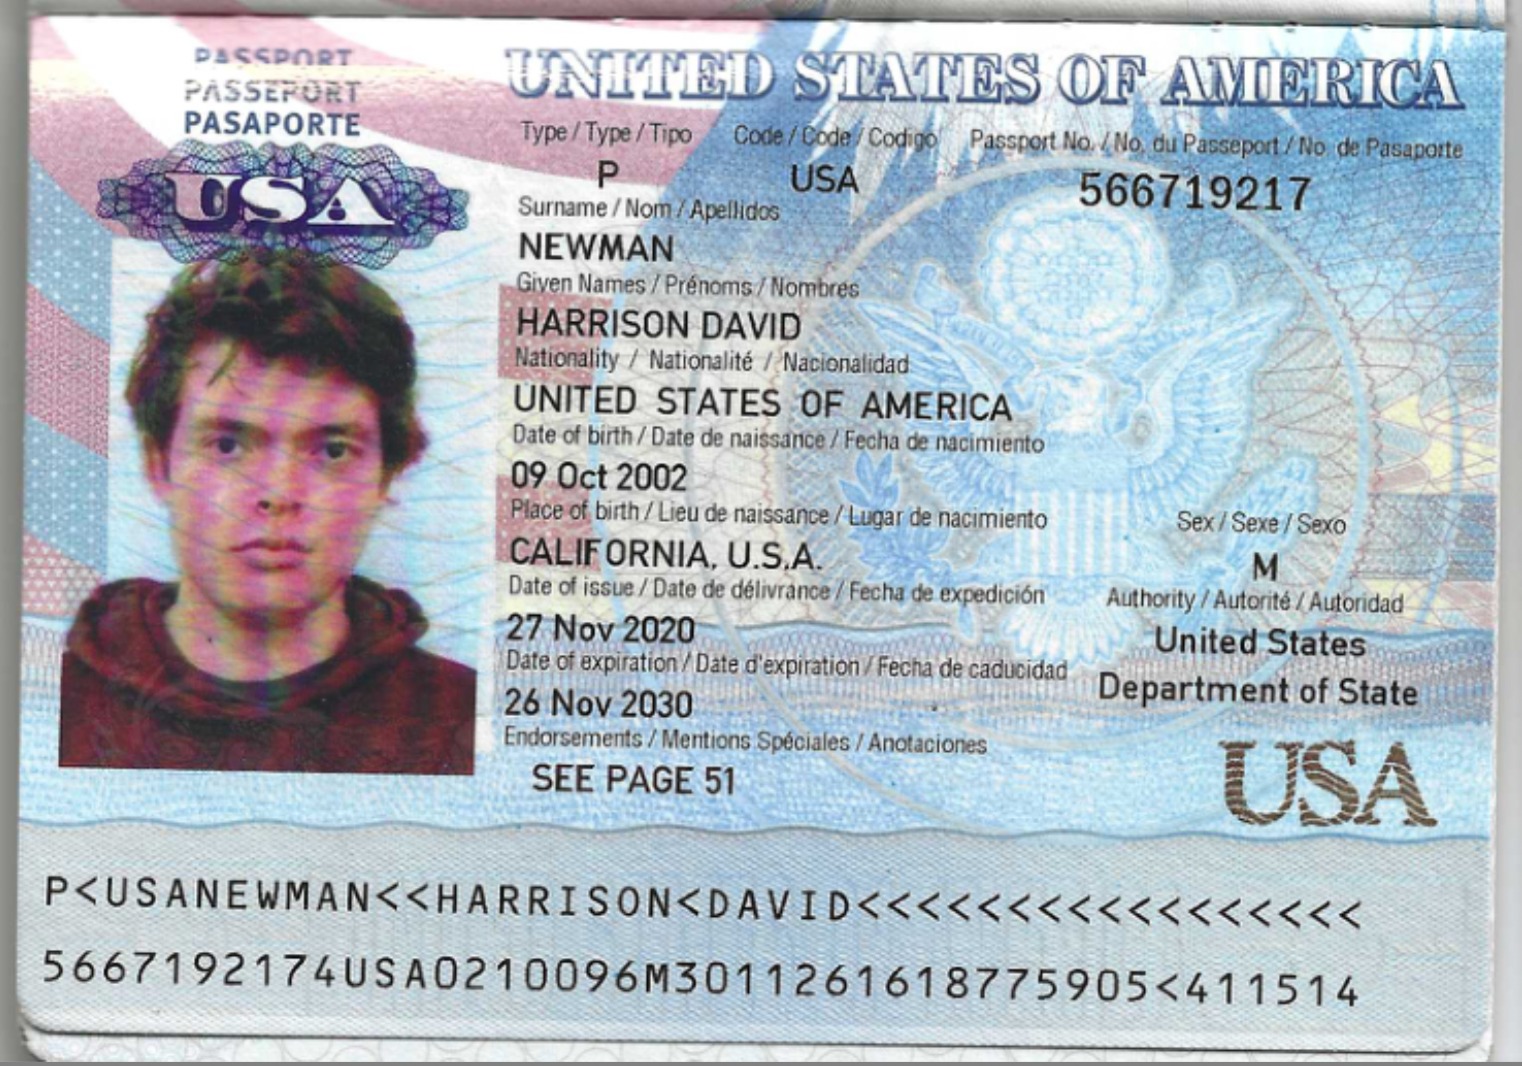 PASSPORT
PASSEPORT
PASAPORTE
USA
UNITED STATES OF AMERICA
Type / Type / Tipo Code / Code / Codigo Passport No. / No. du Passeport / No. de Pasaporte
P USA 566719217
Surname / Nom / Apellidos
NEWMAN
Given Names / Prénoms / Nombres
HARRISON DAVID
Nationality / Nationalité / Nacionalidad
UNITED STATES OF AMERICA
Date of birth / Date de naissance / Fecha de nacimiento
09 Oct 2002
Place of birth / Lieu de naissance / Lugar de nacimiento Sex / Sexe / Sexo
CALIFORNIA, U.S.A. M
Date of issue / Date de délivrance / Fecha de expedición Authority / Autorité / Autoridad
27 Nov 2020 United States
Date of expiration / Date d'expiration / Fecha de caducidad Department of State
26 Nov 2030
Endorsements / Mentions Spéciales / Anotaciones
SEE PAGE 51
USA
P<USANEWMAN<<HARRISON<DAVID<<<<<<<<<<<<<<<<<
5667192174USA0210096M3011261618775905<411514